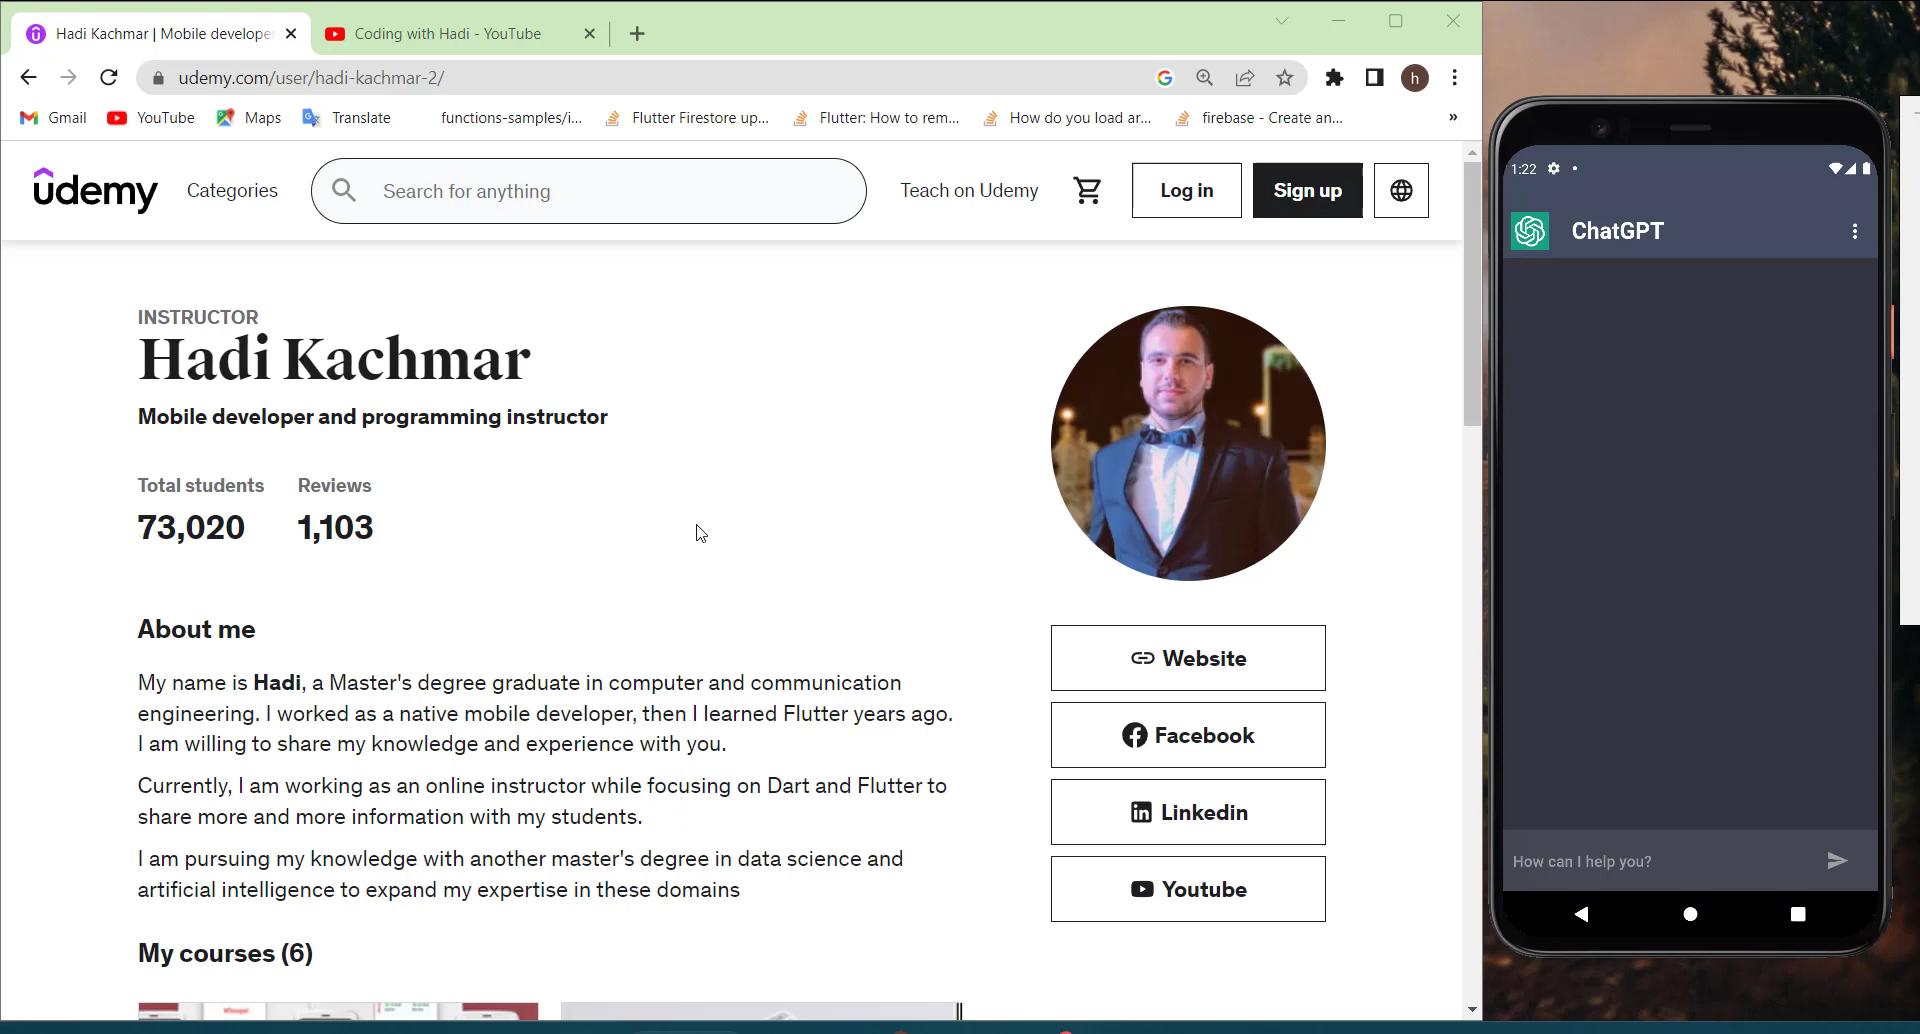 Hadi Kachmar | Mobile develope
Coding with Hadi - YouTube
udemy.com/user/hadi-kachmar-2/
h
Gmail
YouTube
Maps
Translate
functions-samples/i...
Flutter Firestore up...
Flutter: How to rem...
How do you load ar...
firebase - Create an...
»
udemy
Categories
Search for anything
Teach on Udemy
Log in
Sign up
INSTRUCTOR
Hadi Kachmar
Mobile developer and programming instructor
Total students
Reviews
73,020
1,103
About me
My name is Hadi, a Master's degree graduate in computer and communication
engineering. I worked as a native mobile developer, then I learned Flutter years ago.
I am willing to share my knowledge and experience with you.
Currently, I am working as an online instructor while focusing on Dart and Flutter to
share more and more information with my students.
I am pursuing my knowledge with another master's degree in data science and
artificial intelligence to expand my expertise in these domains
My courses (6)
Website
Facebook
Linkedin
Youtube
1:22
ChatGPT
How can I help you?